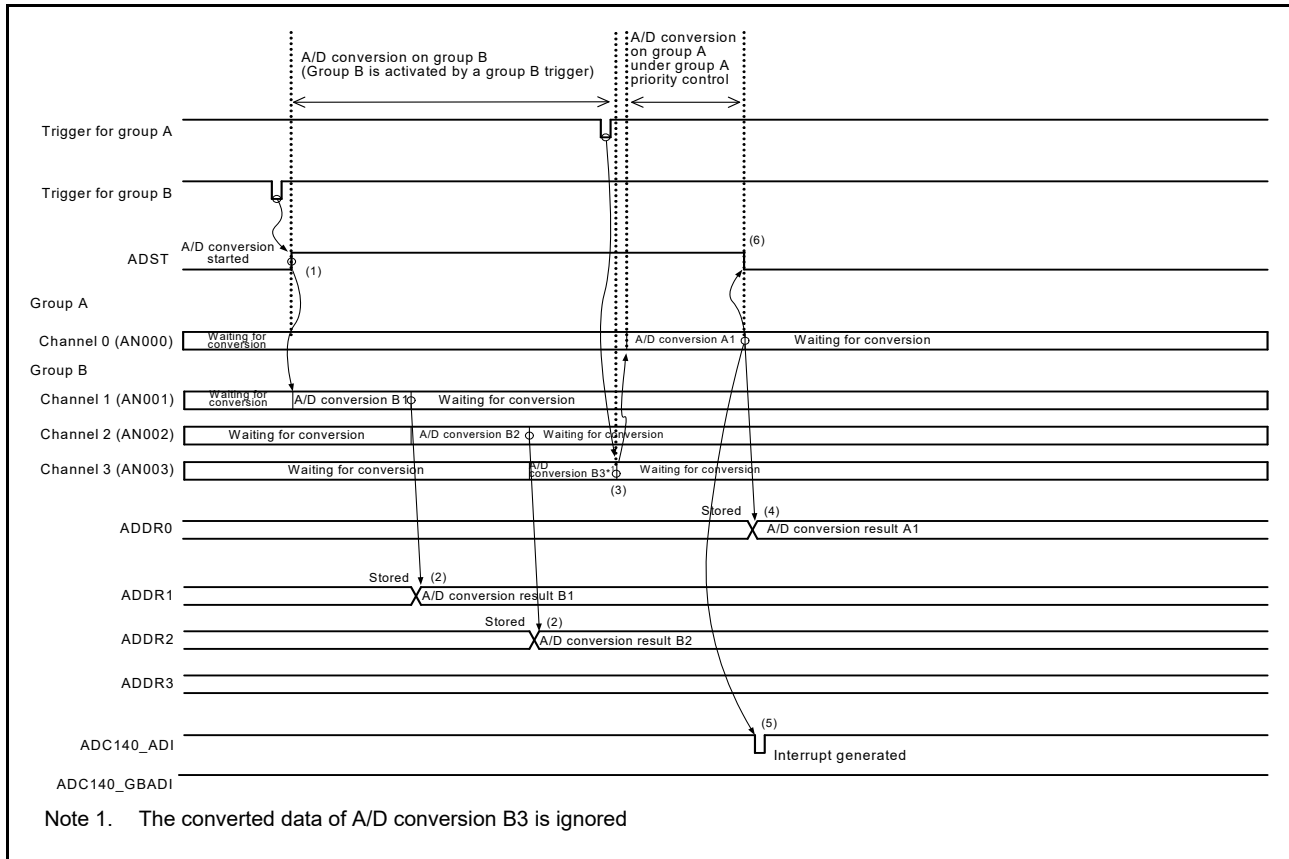 A/D conversion on group B
(Group B is activated by a group B trigger)
A/D conversion
on group A
under group A
priority control
Trigger for group A
Trigger for group B
ADST
A/D conversion
started
(1)
(6)
Group A
Channel 0 (AN000)
Waiting for
conversion
A/D conversion A1
Waiting for conversion
Group B
Channel 1 (AN001)
Waiting for
conversion
A/D conversion B1
Waiting for conversion
Channel 2 (AN002)
Waiting for conversion
A/D conversion B2
Waiting for conversion
Channel 3 (AN003)
Waiting for conversion
A/D
conversion B3*1
Waiting for conversion
(3)
ADDR0
Stored
(4)
A/D conversion result A1
ADDR1
Stored
(2)
A/D conversion result B1
ADDR2
Stored
(2)
A/D conversion result B2
ADDR3
ADC140_ADI
(5)
Interrupt generated
ADC140_GBADI
Note 1. The converted data of A/D conversion B3 is ignored